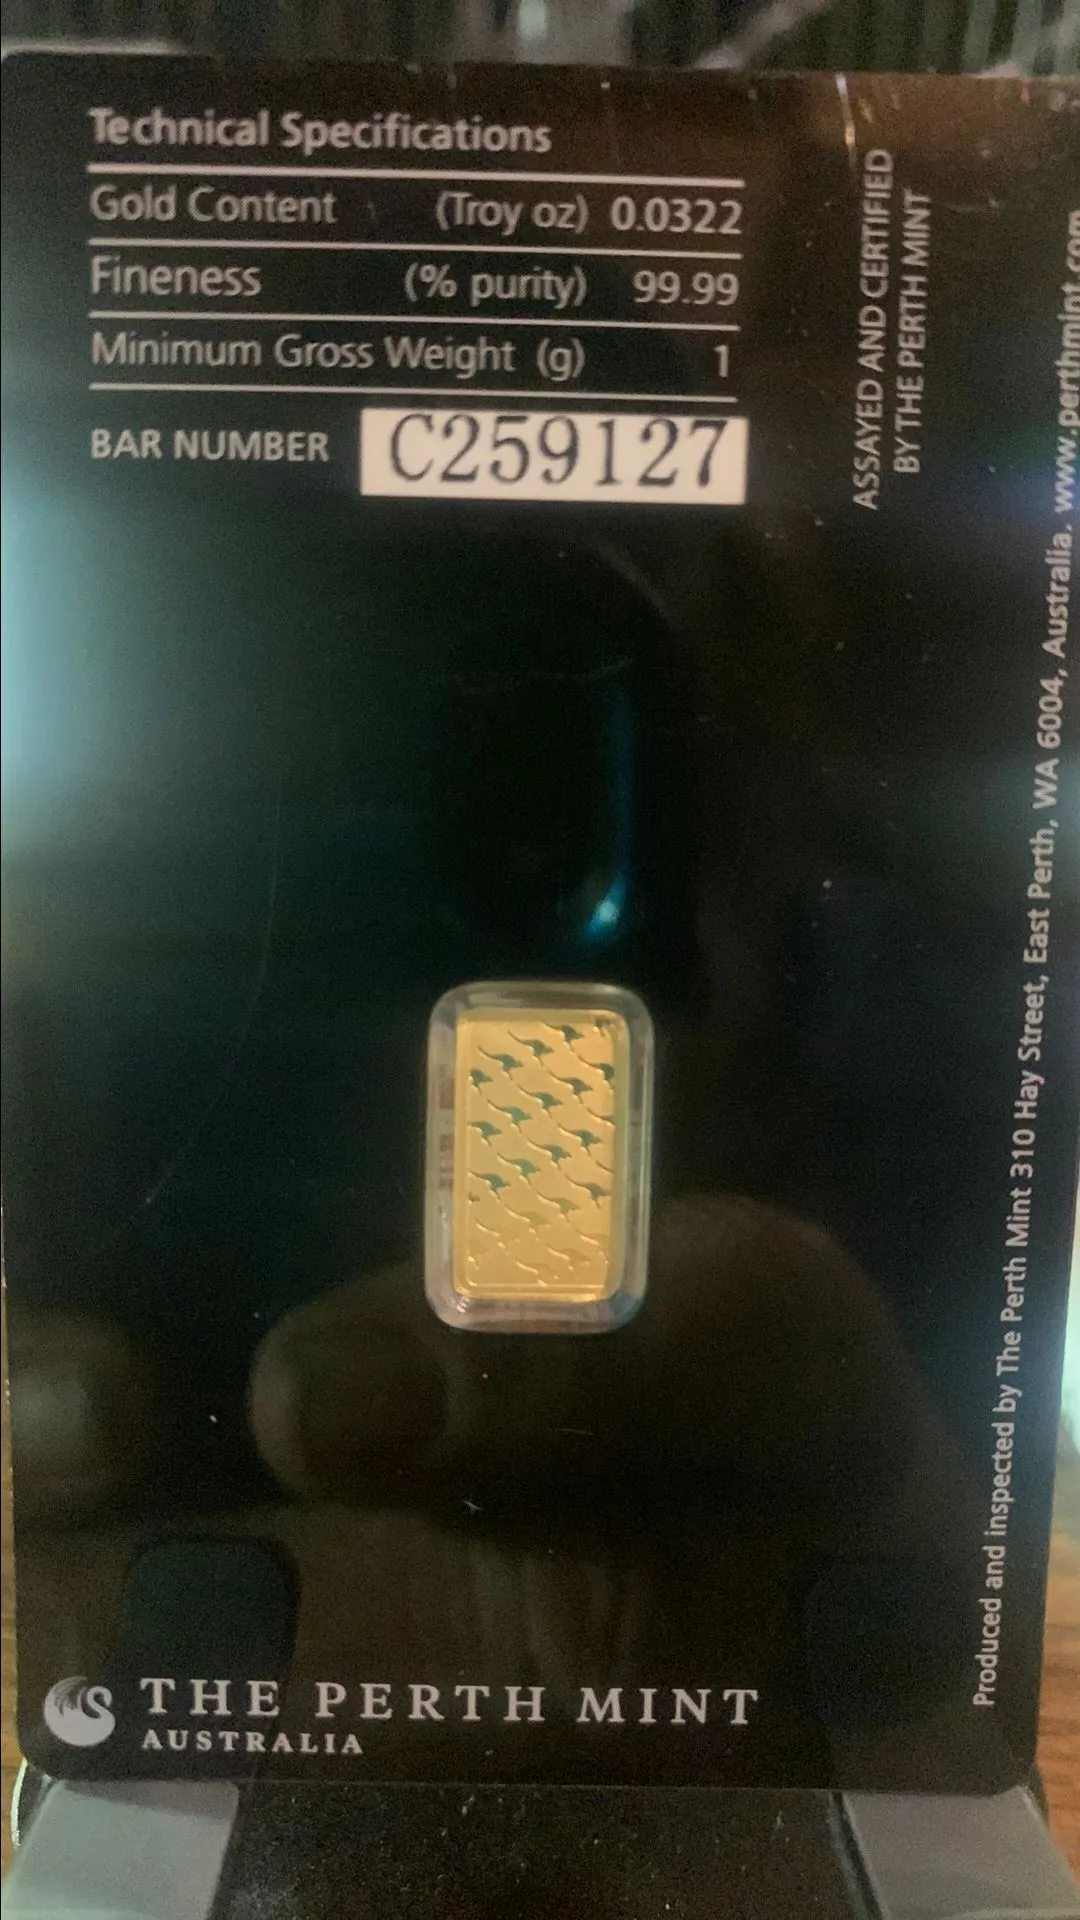 Technical Specifications
Gold Content (Troy oz) 0.0322
Fineness (% purity) 99.99
Minimum Gross Weight (g) 1
BAR NUMBER C259127
ASSAYED AND CERTIFIED
BY THE PERTH MINT
Produced and inspected by The Perth Mint 310 Hay Street, East Perth, WA 6004, Australia. www.perthmint.com
THE PERTH MINT
AUSTRALIA